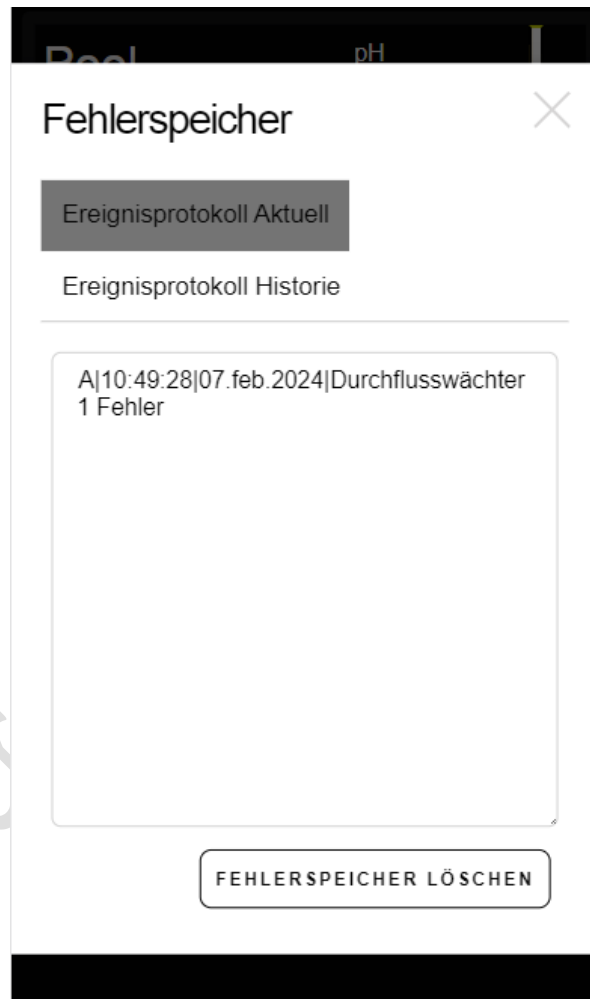 pH
Fehlerspeicher
Ereignisprotokoll Aktuell
Ereignisprotokoll Historie
A|10:49:28|07.feb.2024|Durchflusswächter
1 Fehler
FEHLERSPEICHER LÖSCHEN